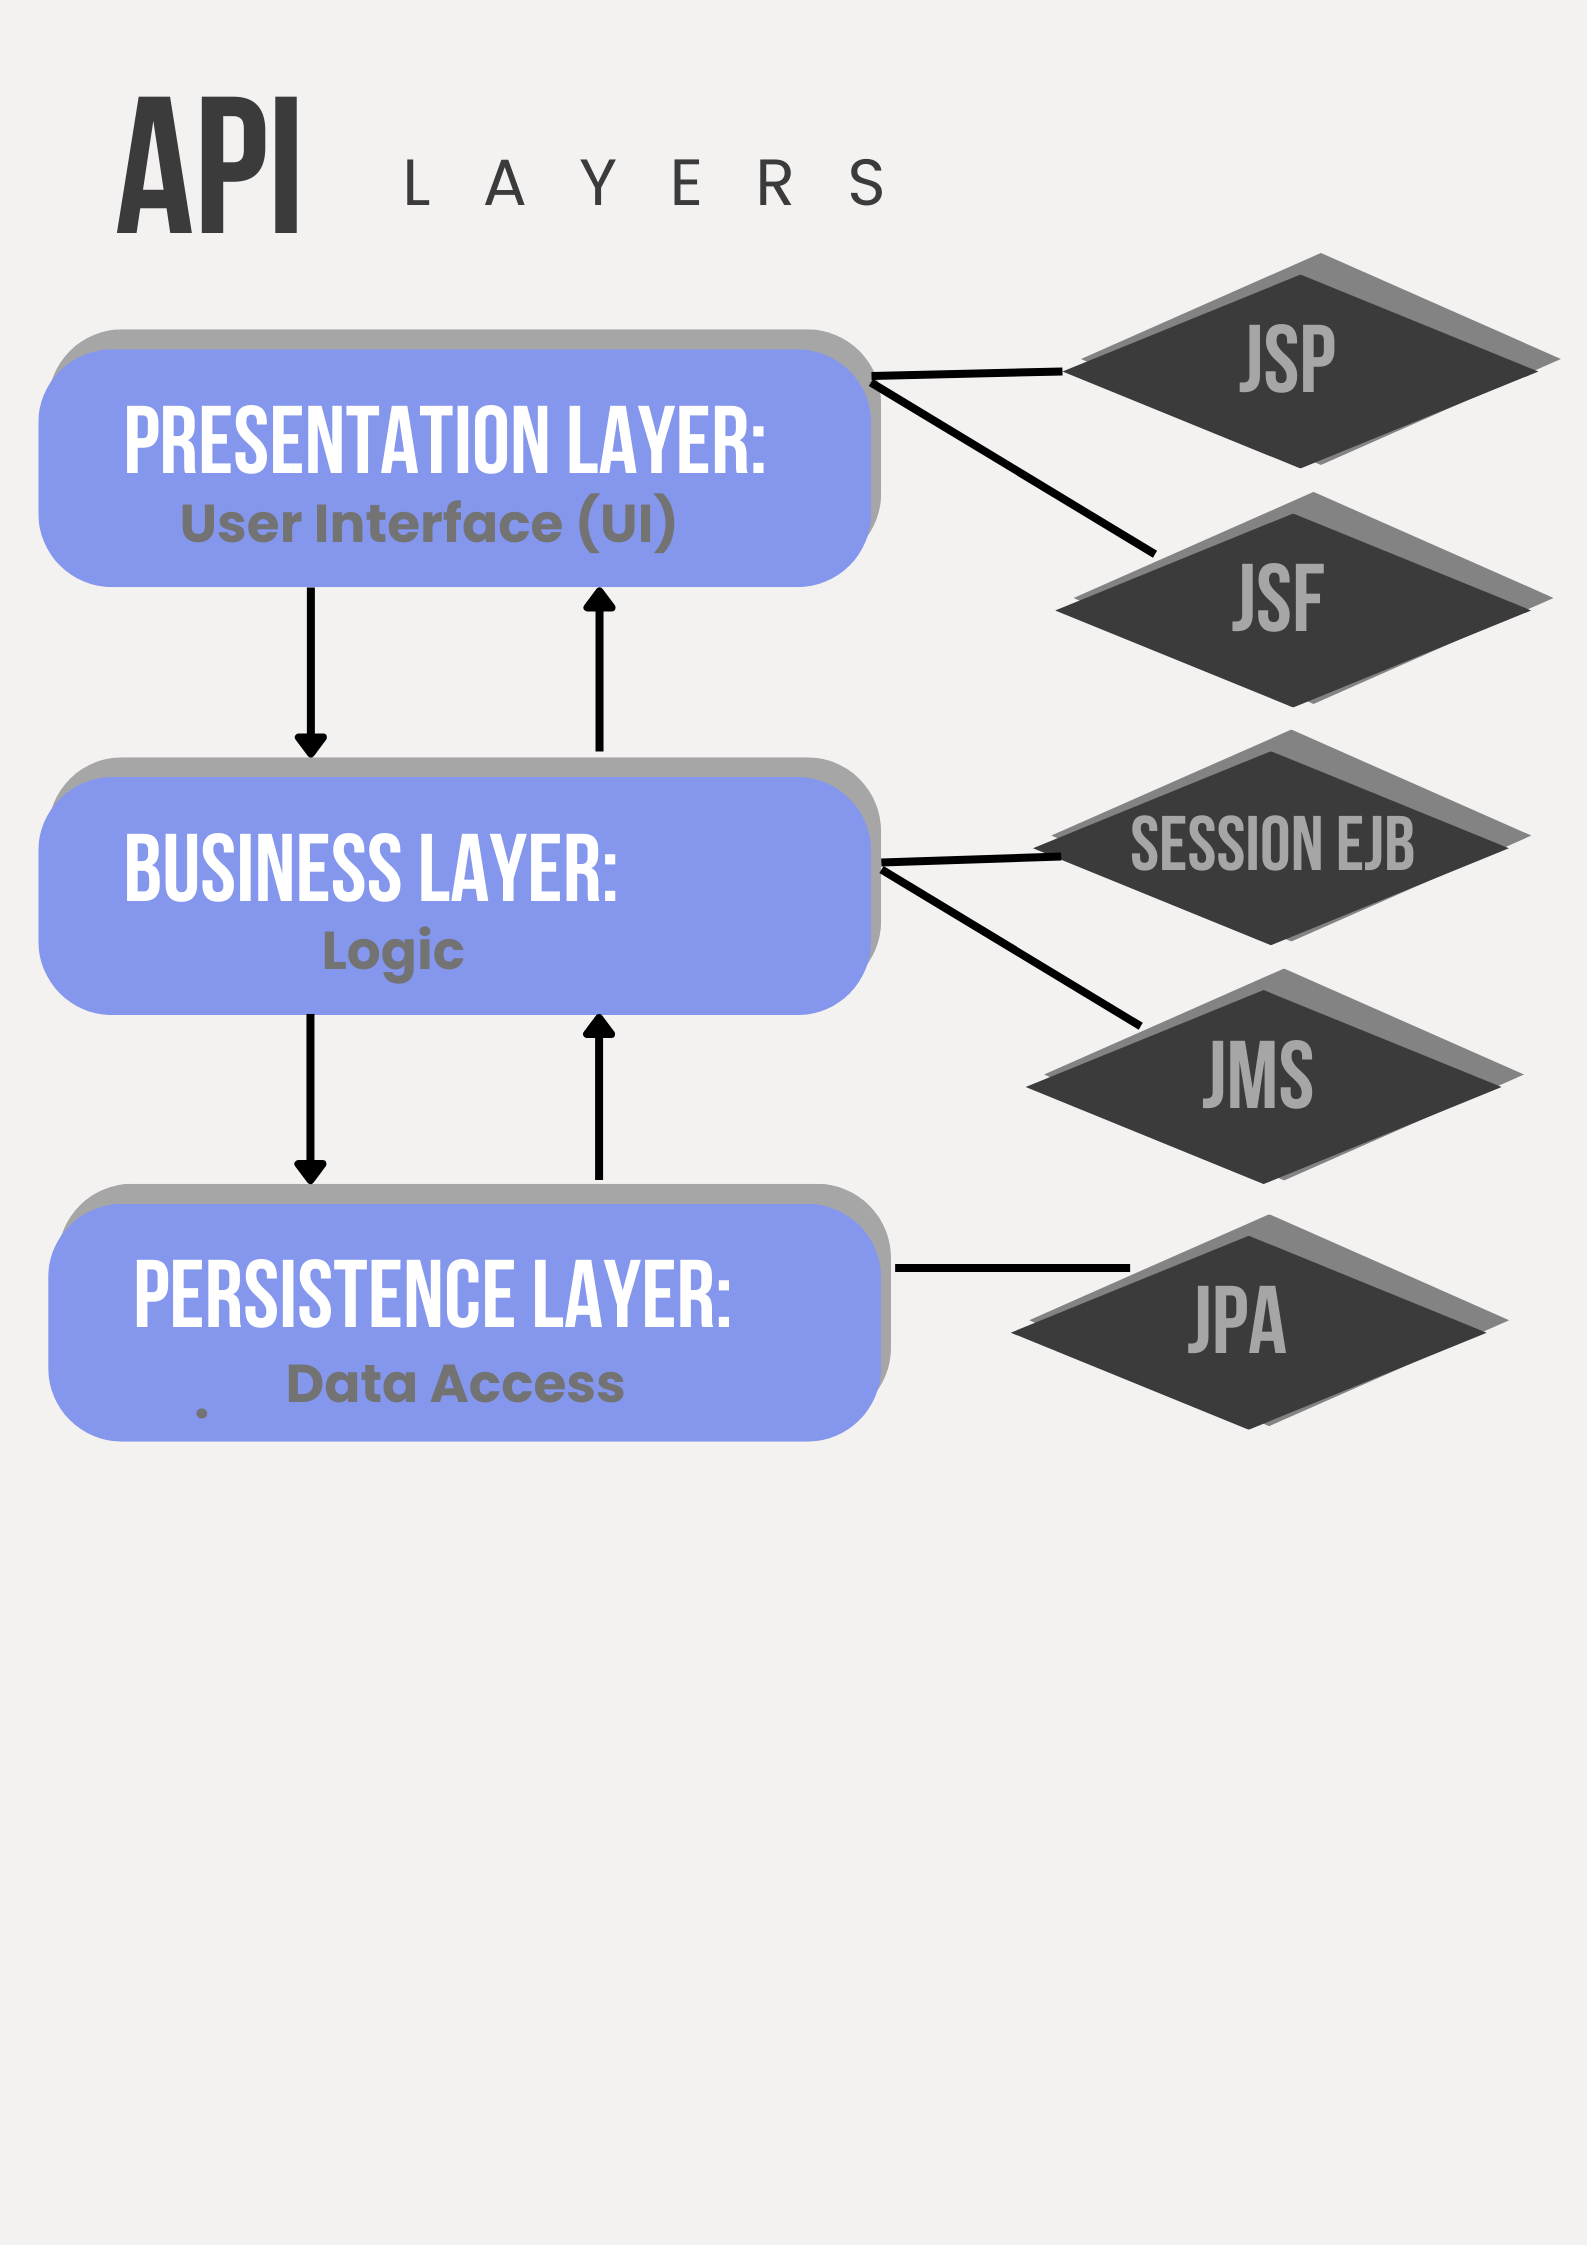 API LAYERS
JSP
PRESENTATION LAYER:
User Interface (UI)
JSF
SESSION EJB
BUSINESS LAYER:
Logic
JMS
PERSISTENCE LAYER:
JPA
Data Access
.